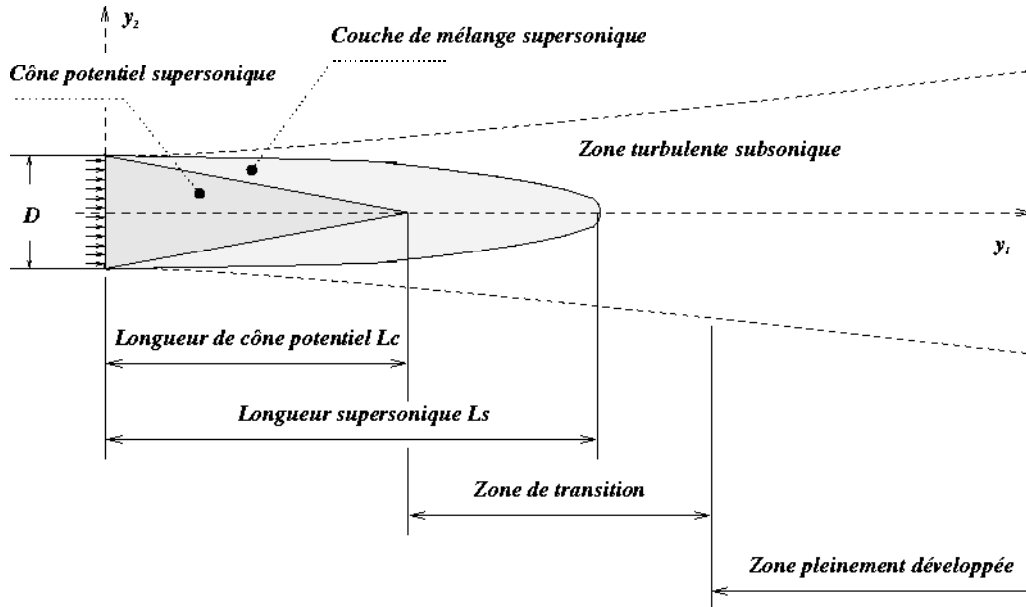 y₂
Couche de mélange supersonique
Cône potentiel supersonique
Zone turbulente subsonique
D
y₁
Longueur de cône potentiel Lc
Longueur supersonique Ls
Zone de transition
Zone pleinement développée